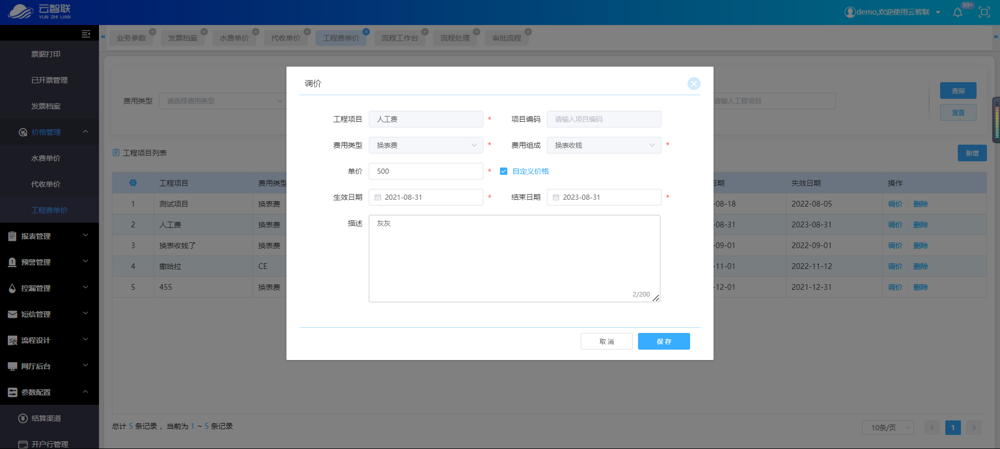 云智联
YUN ZHI LIAN
demo,欢迎使用云智联
99+
业务参数
发票档案
水费单价
代收单价
工程费单价
流程工作台
流程处理
审批流程
票据打印
已开票管理
发票档案
价格管理
水费单价
代收单价
工程费单价
报表管理
预警管理
控漏管理
短信管理
流程设计
网厅后台
参数配置
结算渠道
开户行管理
费用类型 请选择费用类型
请输入工程项目
查询
重置
工程项目列表
新增
工程项目 费用类型 日期 失效日期 操作
1 测试项目 换表费 -08-18 2022-08-05 调价 删除
2 人工费 换表费 -08-31 2023-08-31 调价 删除
3 换表收钱了 换表费 -09-01 2022-09-01 调价 删除
4 撒哈拉 CE -11-01 2022-11-12 调价 删除
5 455 换表费 -12-01 2021-12-31 调价 删除
总计 5 条记录 ，当前为 1 ~ 5 条记录
10条/页
1
调价
工程项目 人工费 * 项目编码 请输入项目编码
费用类型 换表费 * 费用组成 换表收钱 *
单价 500 * 自定义价格
生效日期 2021-08-31 * 结束日期 2023-08-31 *
描述 灰灰
2/200
取消 保存